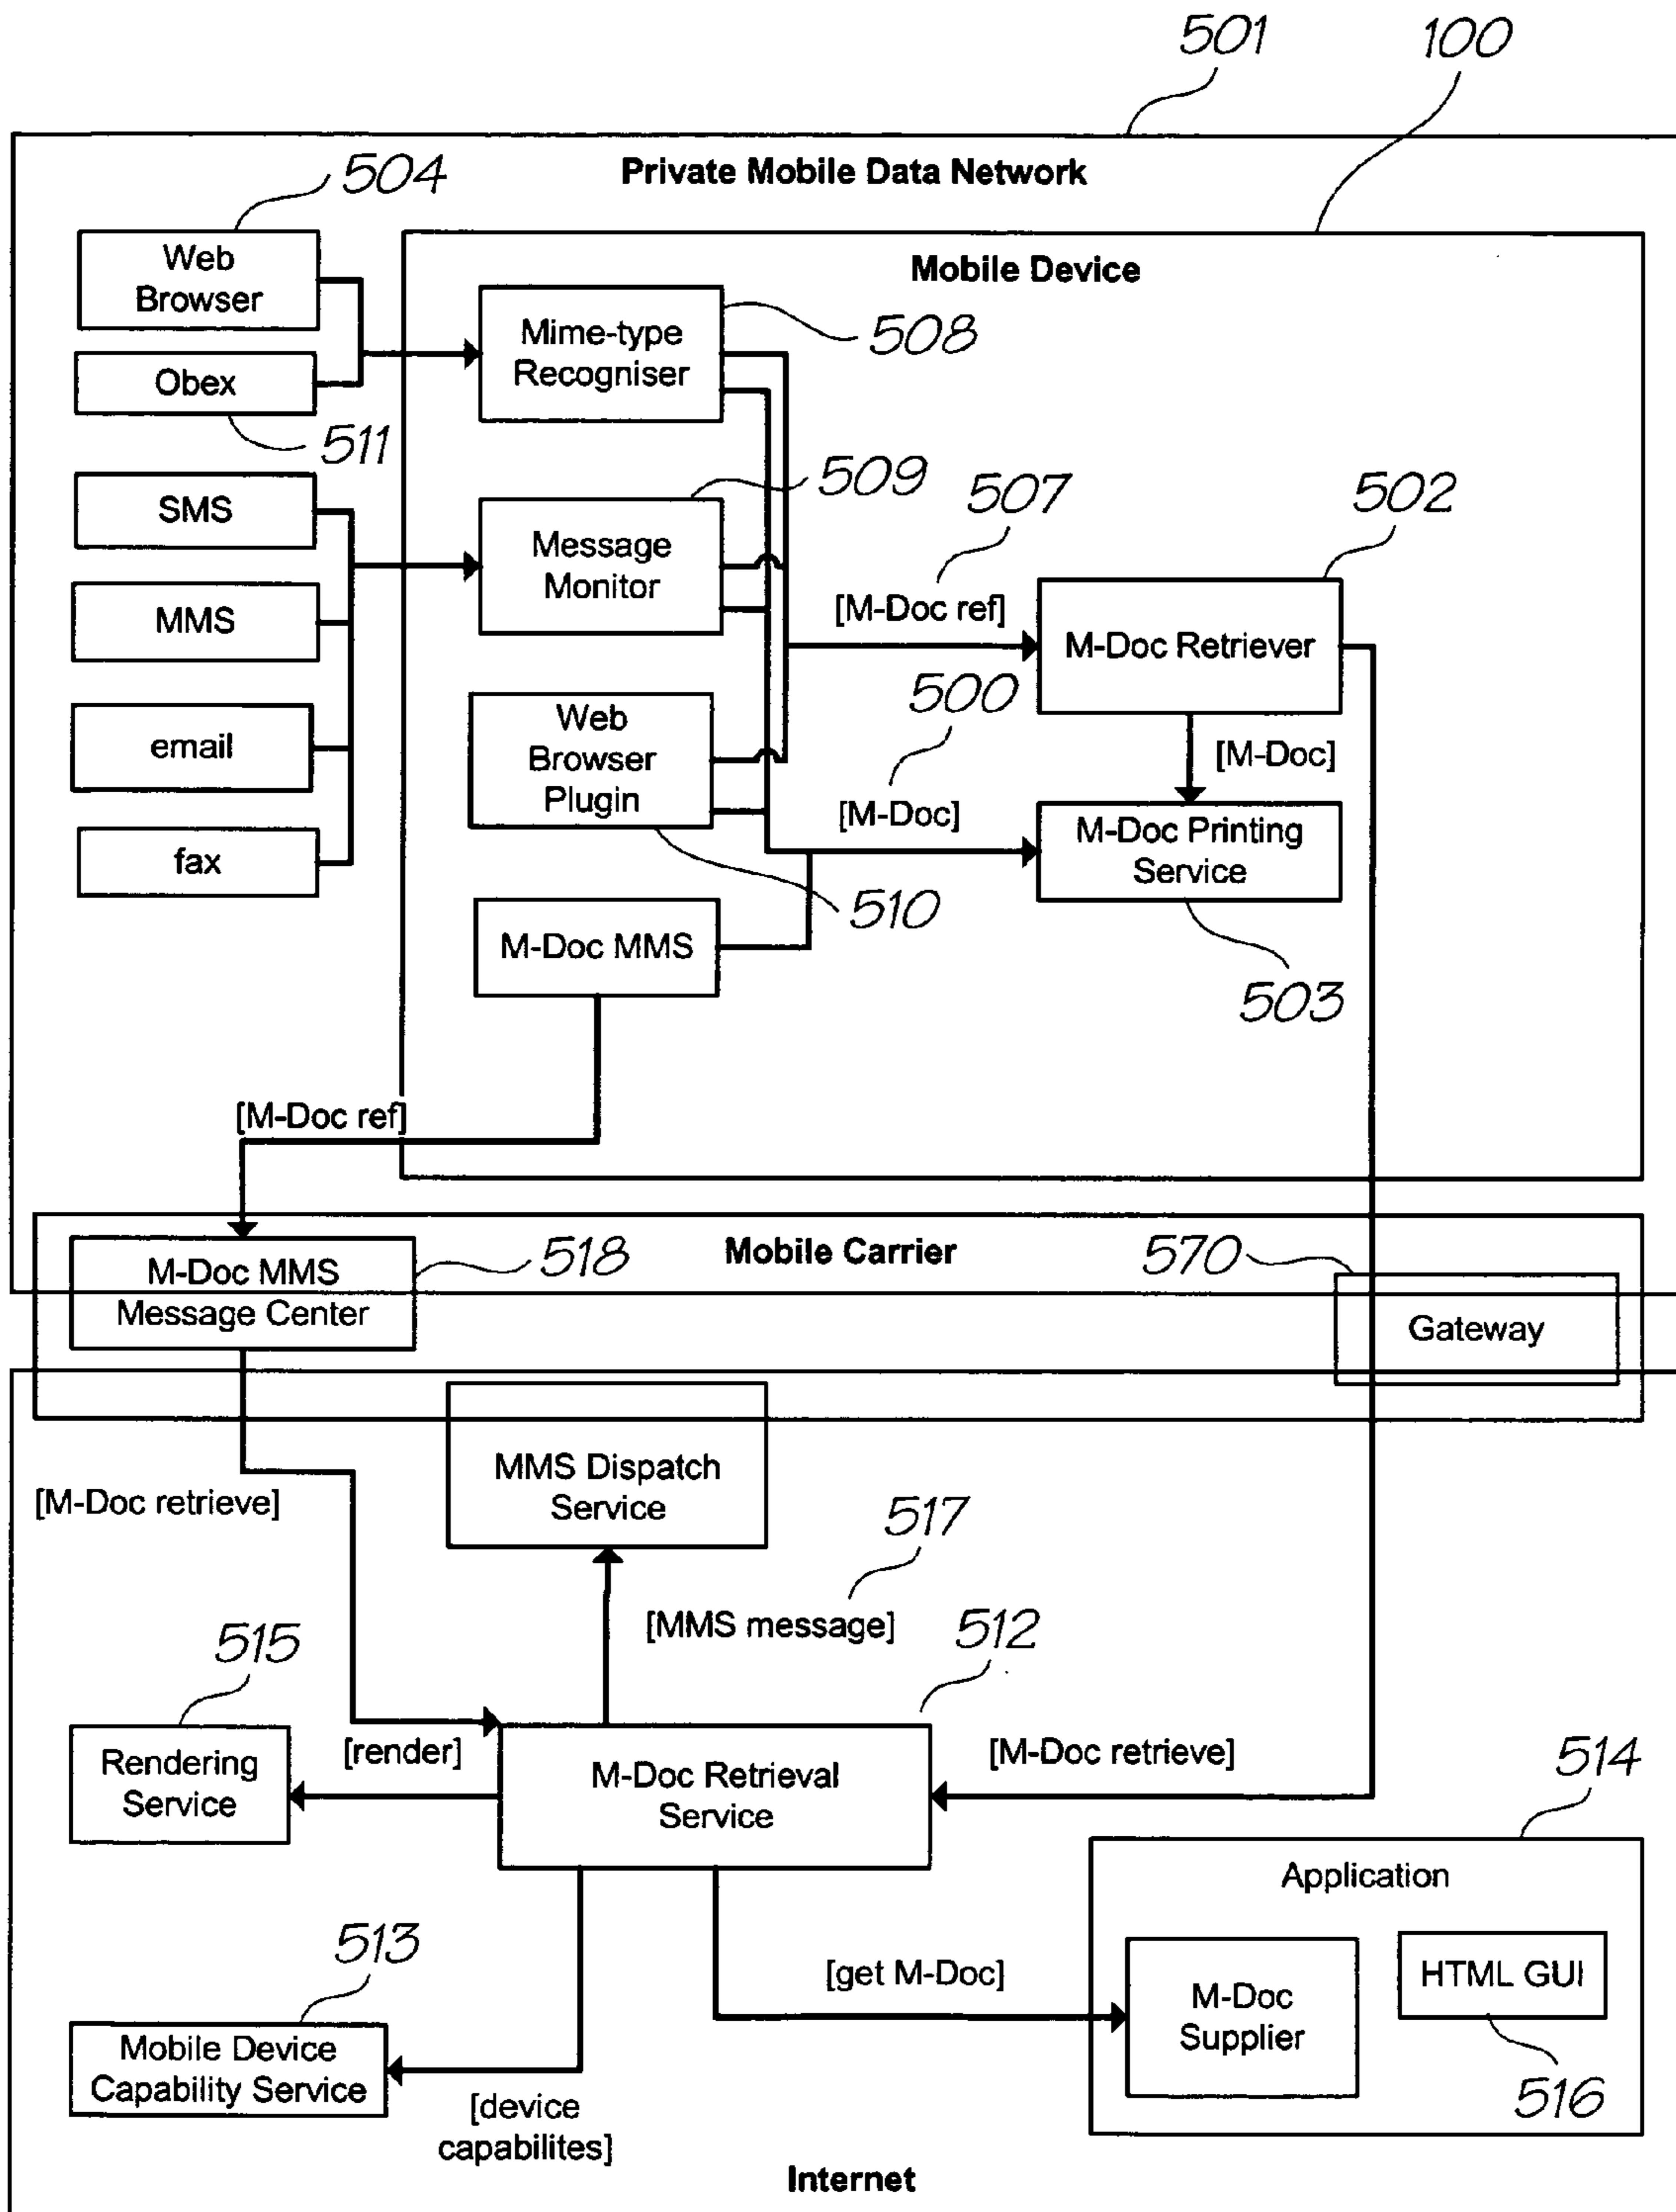 501
100
Private Mobile Data Network
504
Web
Browser
Mobile Device
Mime-type
Recogniser
508
Obex
511
SMS
509
507
502
Message
Monitor
MMS
[M-Doc ref]
M-Doc Retriever
500
Web
Browser
Plugin
email
[M-Doc]
[M-Doc]
M-Doc Printing
Service
fax
510
M-Doc MMS
503
[M-Doc ref]
Mobile Carrier
518
570
M-Doc MMS
Message Center
Gateway
MMS Dispatch
Service
[M-Doc retrieve]
517
[MMS message]
512
515
[render]
Rendering
Service
M-Doc Retrieval
Service
[M-Doc retrieve]
514
Application
513
[get M-Doc]
HTML GUI
M-Doc
Supplier
Mobile Device
Capability Service
516
[device
capabilites]
Internet